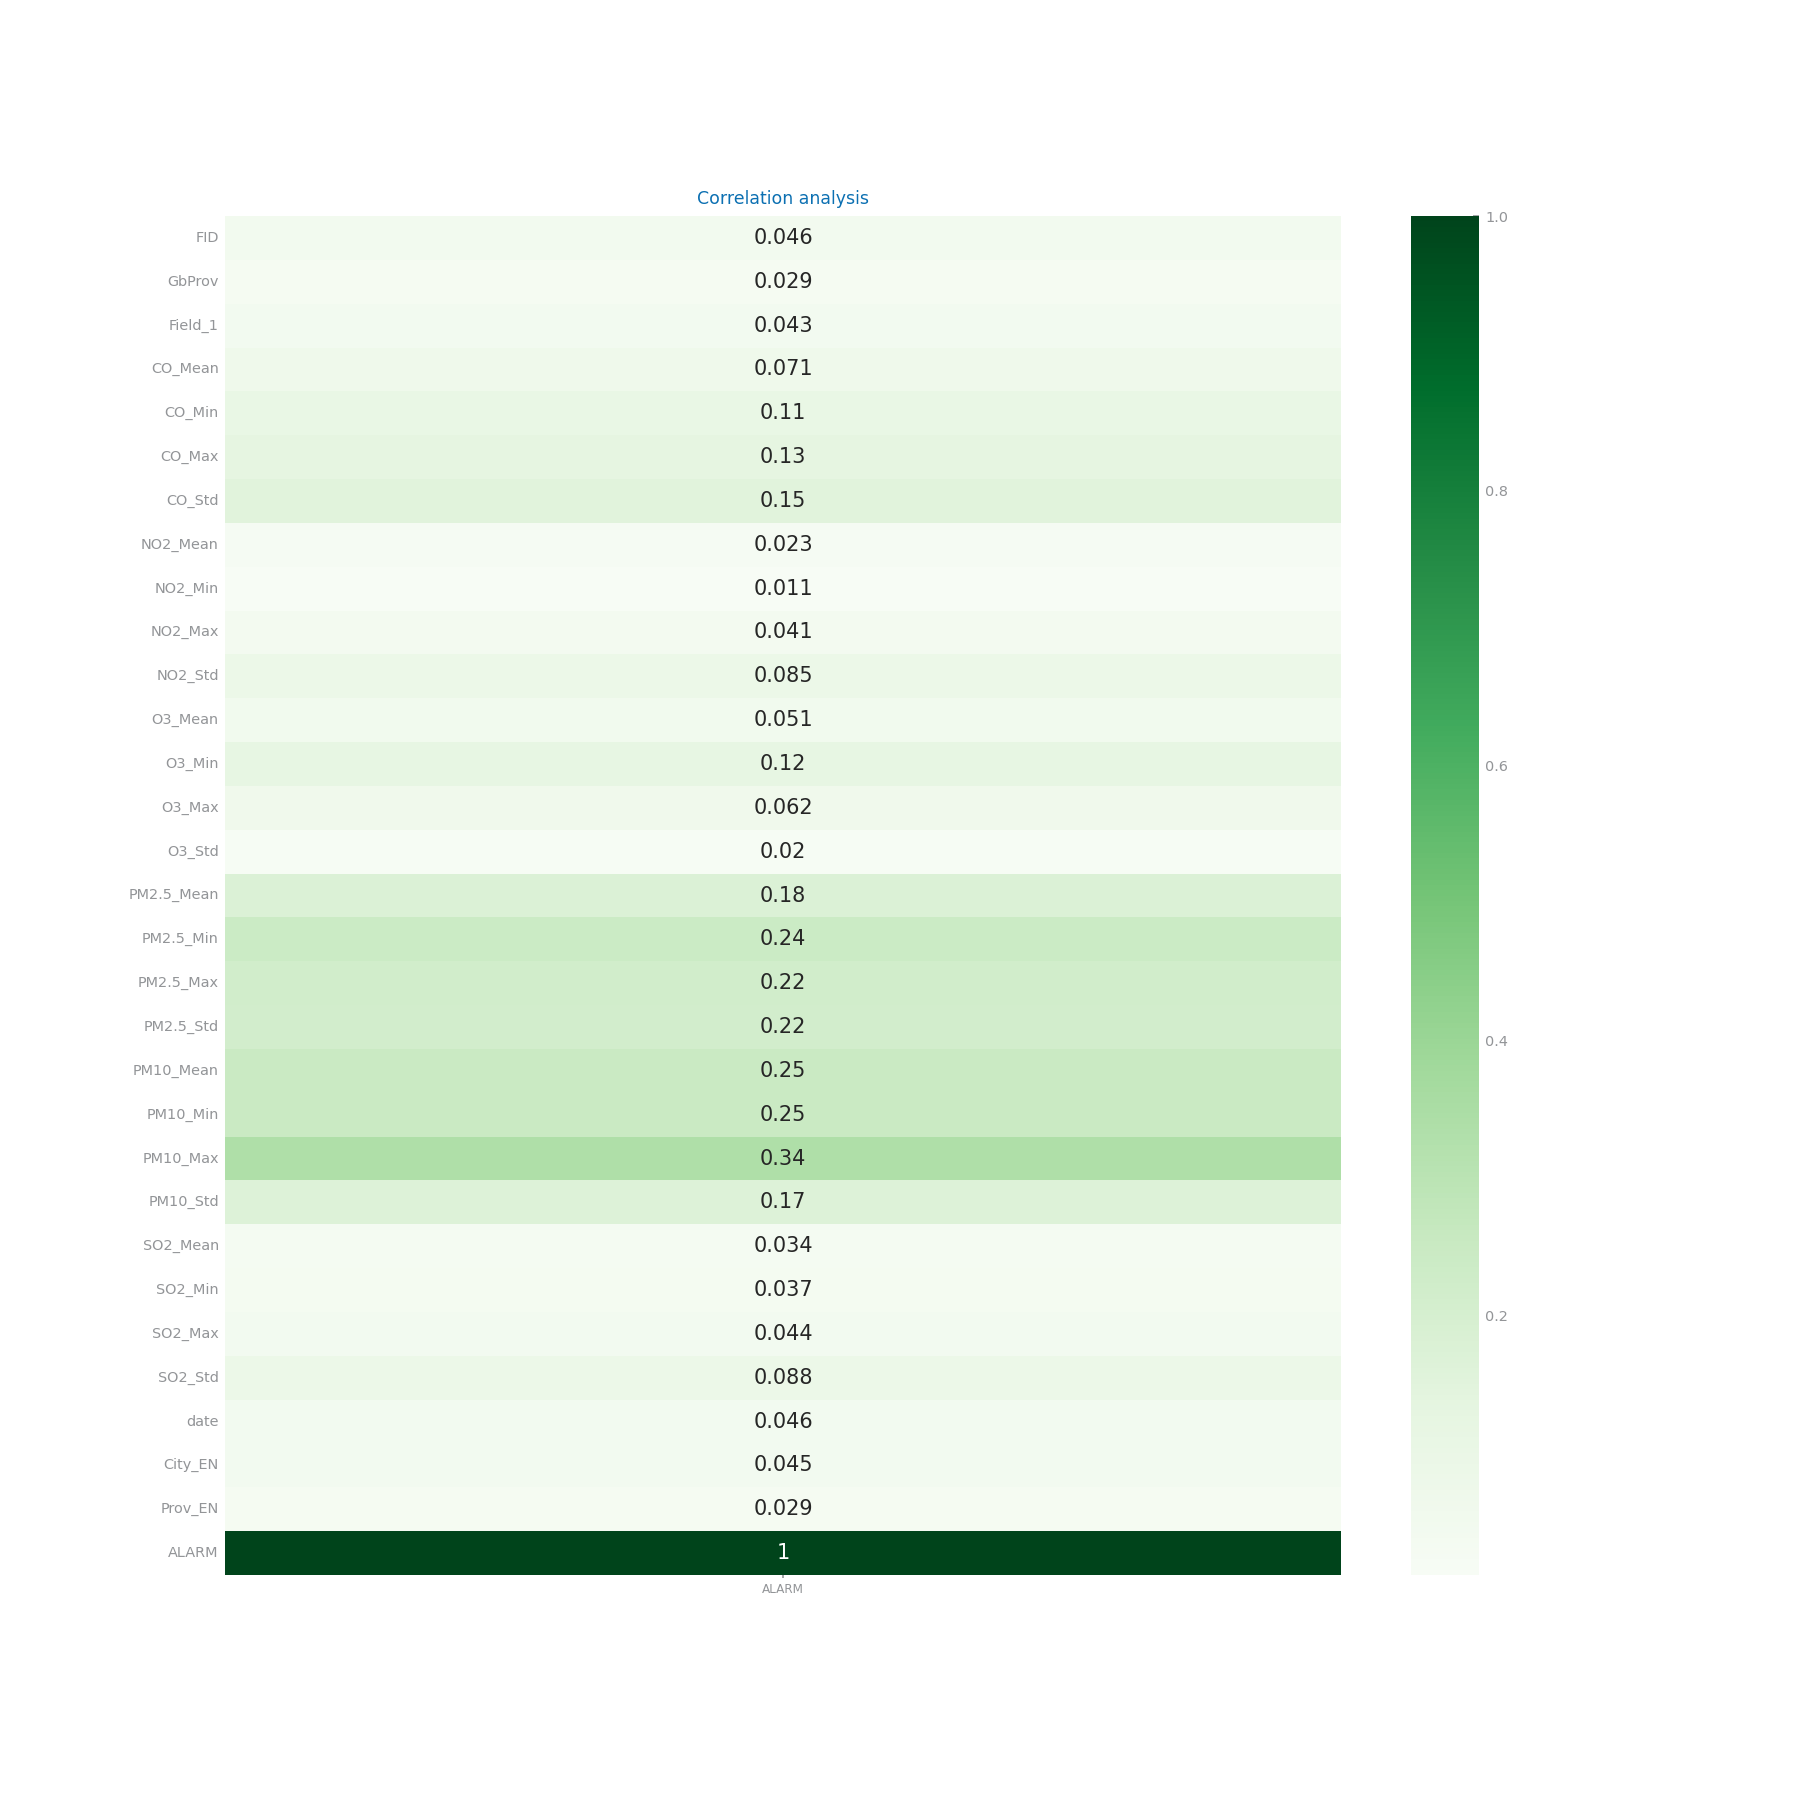 Correlation analysis
FID 0.046
GbProv 0.029
Field_1 0.043
CO_Mean 0.071
CO_Min 0.11
CO_Max 0.13
CO_Std 0.15
NO2_Mean 0.023
NO2_Min 0.011
NO2_Max 0.041
NO2_Std 0.085
O3_Mean 0.051
O3_Min 0.12
O3_Max 0.062
O3_Std 0.02
PM2.5_Mean 0.18
PM2.5_Min 0.24
PM2.5_Max 0.22
PM2.5_Std 0.22
PM10_Mean 0.25
PM10_Min 0.25
PM10_Max 0.34
PM10_Std 0.17
SO2_Mean 0.034
SO2_Min 0.037
SO2_Max 0.044
SO2_Std 0.088
date 0.046
City_EN 0.045
Prov_EN 0.029
ALARM 1
ALARM
1.0
0.8
0.6
0.4
0.2